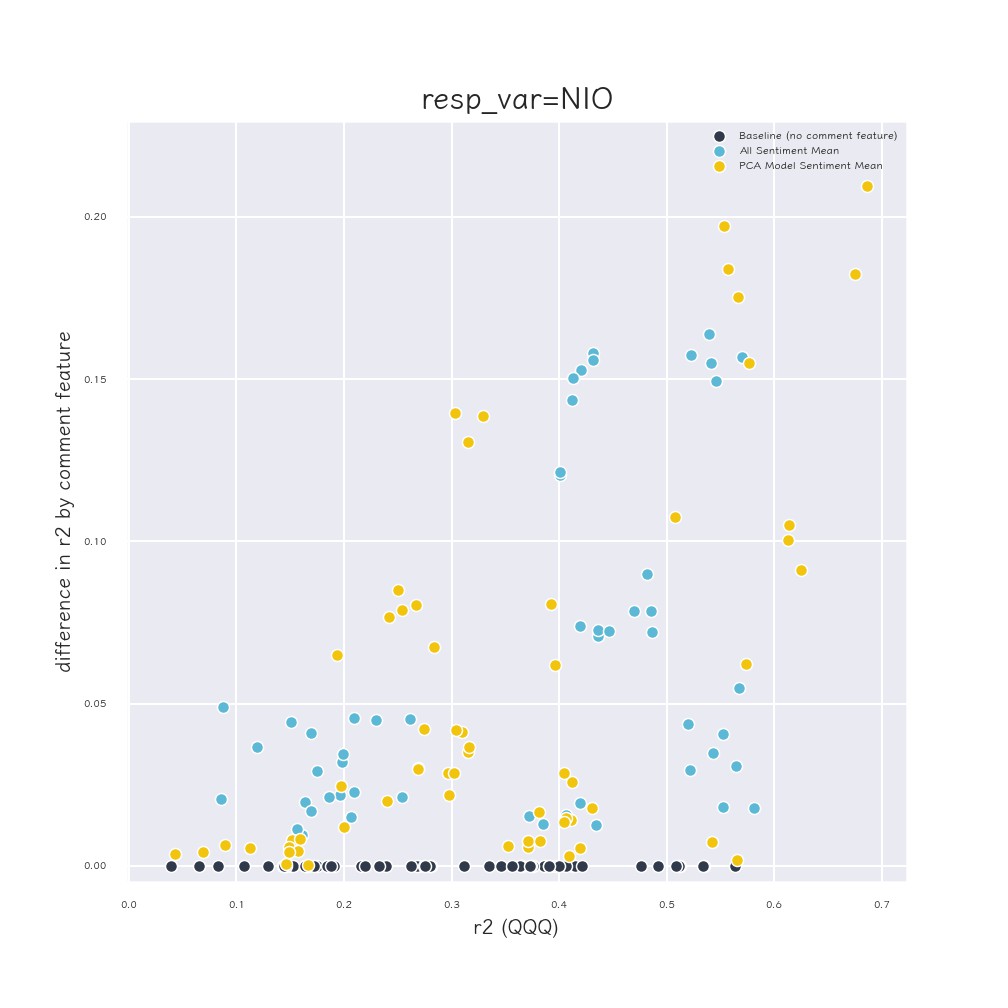 resp_var=NIO
Baseline (no comment feature)
All Sentiment Mean
PCA Model Sentiment Mean
difference in r2 by comment feature
0.20
0.15
0.10
0.05
0.00
0.0 0.1 0.2 0.3 0.4 0.5 0.6 0.7
r2 (QQQ)